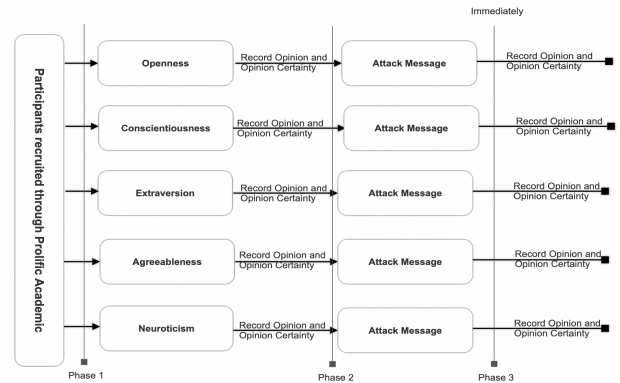 Immediately
Participants recruited through Prolific Academic
Openness
Record Opinion and
Opinion Certainty
Attack Message
Record Opinion and
Opinion Certainty
Conscientiousness
Record Opinion and
Opinion Certainty
Attack Message
Record Opinion and
Opinion Certainty
Extraversion
Record Opinion and
Opinion Certainty
Attack Message
Record Opinion and
Opinion Certainty
Agreeableness
Record Opinion and
Opinion Certainty
Attack Message
Record Opinion and
Opinion Certainty
Neuroticism
Record Opinion and
Opinion Certainty
Attack Message
Record Opinion and
Opinion Certainty
Phase 1
Phase 2
Phase 3